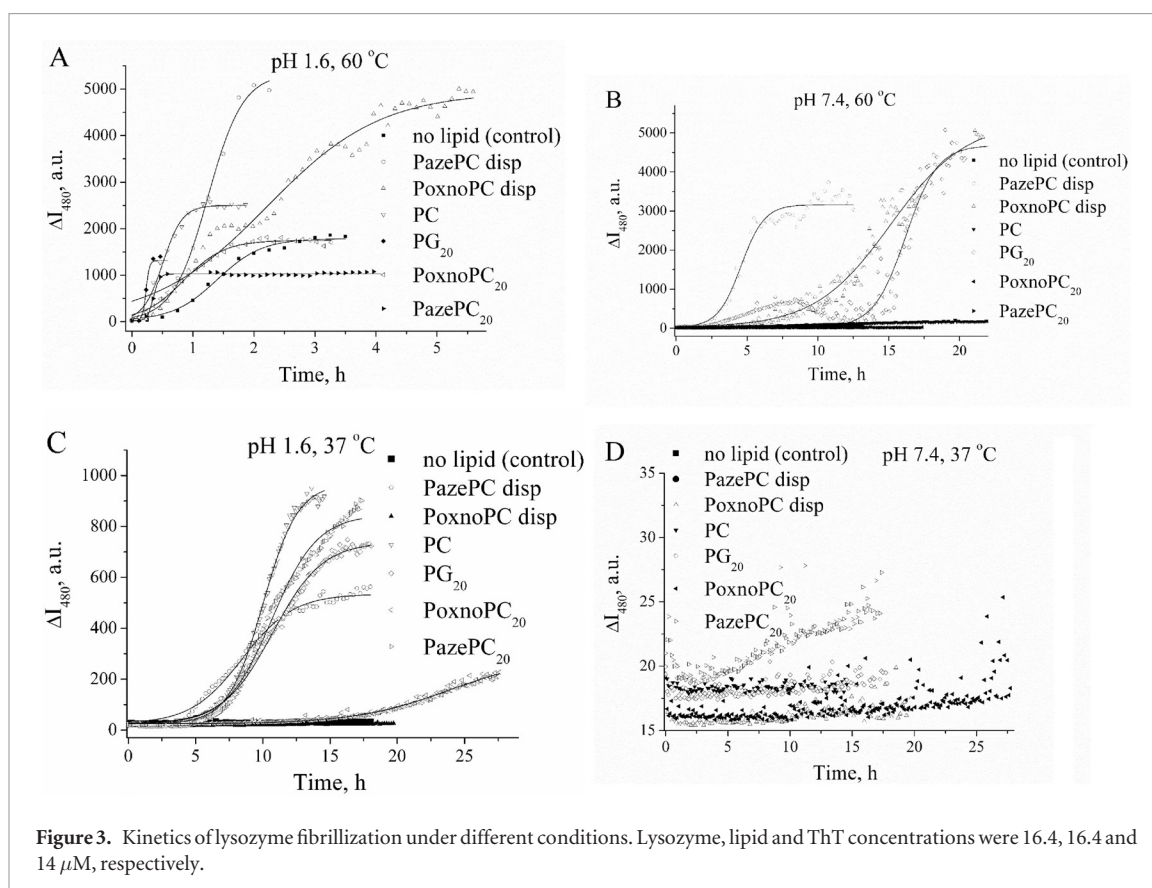 A
pH 1.6, 60 °C
ΔI480, a.u.
5000
4000
3000
2000
1000
0
0 1 2 3 4 5
Time, h
no lipid (control)
PazePC disp
PoxnoPC disp
PC
PG20
PoxnoPC20
PazePC20
B
pH 7.4, 60 °C
ΔI480, a.u.
5000
4000
3000
2000
1000
0
0 5 10 15 20
Time, h
no lipid (control)
PazePC disp
PoxnoPC disp
PC
PG20
PoxnoPC20
PazePC20
C
pH 1.6, 37 °C
ΔI480, a.u.
1000
800
600
400
200
0
0 5 10 15 20 25
Time, h
no lipid (control)
PazePC disp
PoxnoPC disp
PC
PG20
PoxnoPC20
PazePC20
D
pH 7.4, 37 °C
ΔI480, a.u.
35
30
25
20
15
0 5 10 15 20 25
Time, h
no lipid (control)
PazePC disp
PoxnoPC disp
PC
PG20
PoxnoPC20
PazePC20
Figure 3. Kinetics of lysozyme fibrillization under different conditions. Lysozyme, lipid and ThT concentrations were 16.4, 16.4 and
14 μM, respectively.